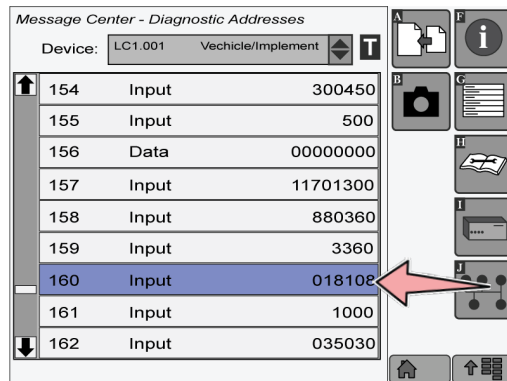 Message Center - Diagnostic Addresses
Device: LC1.001 Vechicle/Implement T
154 Input 300450
155 Input 500
156 Data 00000000
157 Input 11701300
158 Input 880360
159 Input 3360
160 Input 018108
161 Input 1000
162 Input 035030
A
F
i
B
G
H
I
J